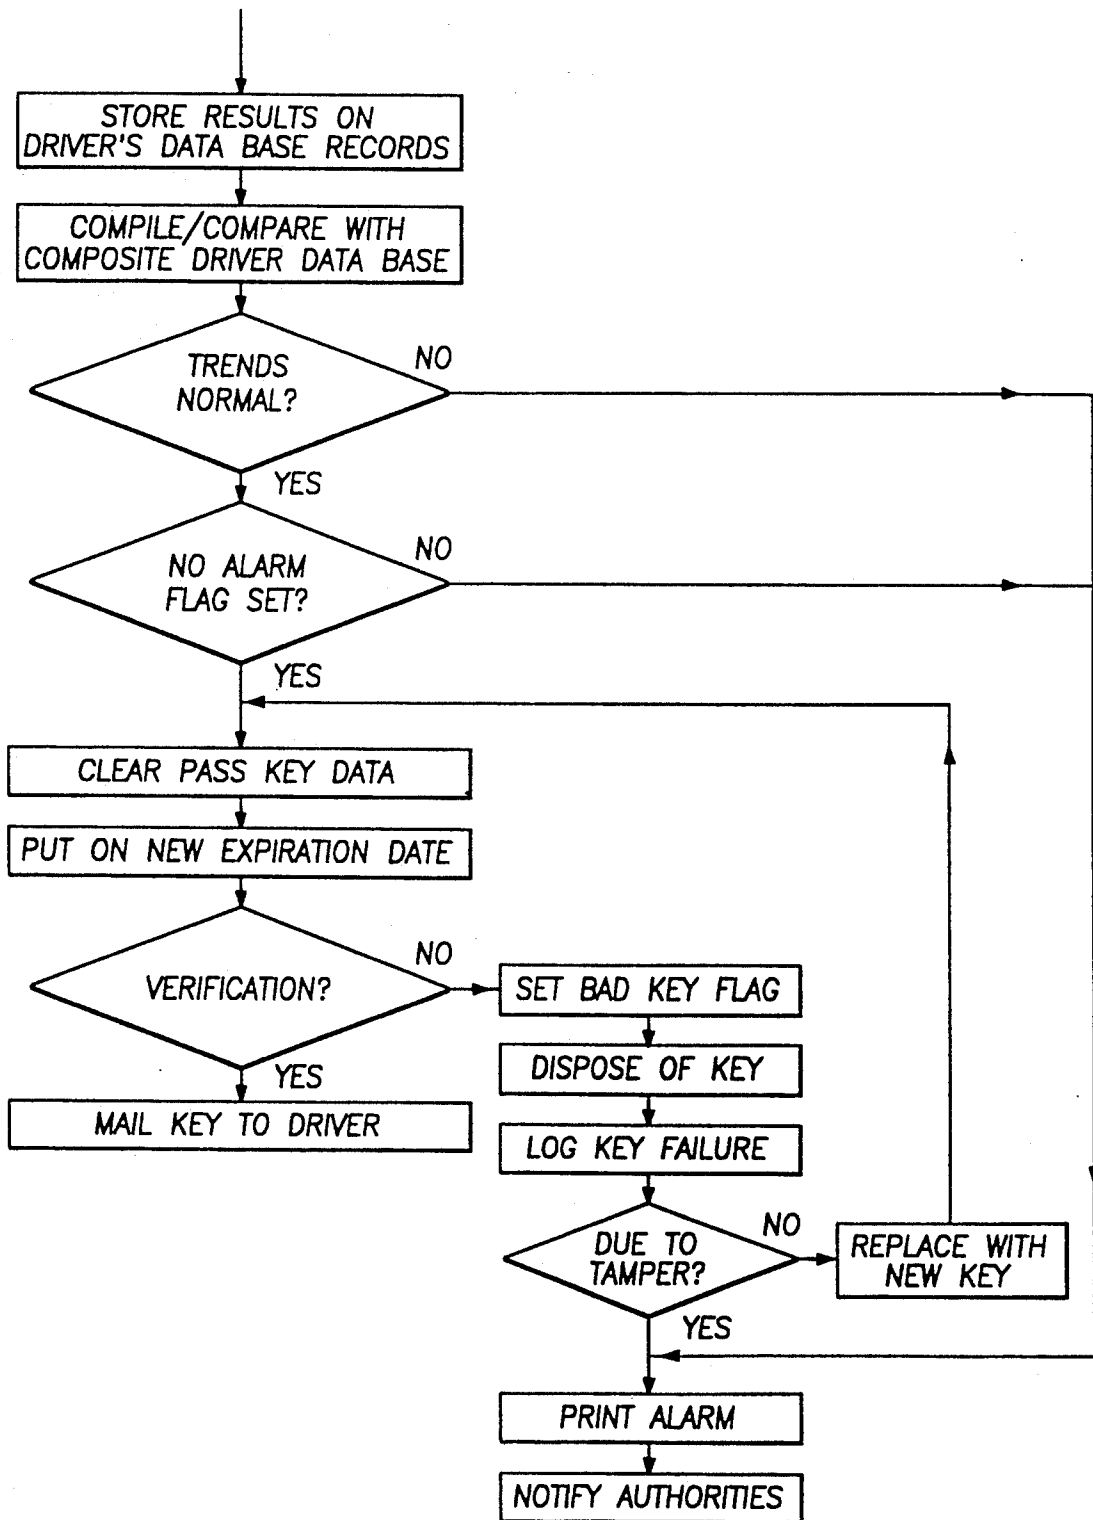 STORE RESULTS ON
DRIVER'S DATA BASE RECORDS
COMPILE/COMPARE WITH
COMPOSITE DRIVER DATA BASE
TRENDS
NORMAL?
NO
YES
NO ALARM
FLAG SET?
NO
YES
CLEAR PASS KEY DATA
PUT ON NEW EXPIRATION DATE
VERIFICATION?
NO
YES
MAIL KEY TO DRIVER
SET BAD KEY FLAG
DISPOSE OF KEY
LOG KEY FAILURE
DUE TO
TAMPER?
NO
REPLACE WITH
NEW KEY
YES
PRINT ALARM
NOTIFY AUTHORITIES